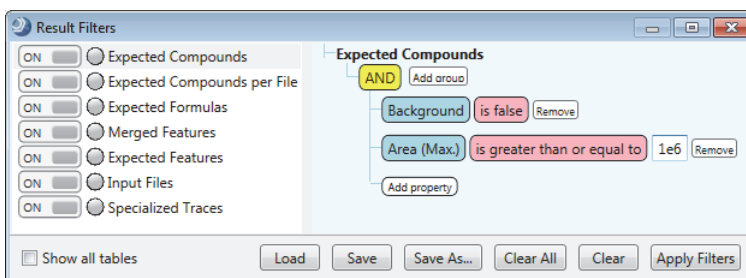 Result Filters
ON Expected Compounds
ON Expected Compounds per File
ON Expected Formulas
ON Merged Features
ON Expected Features
ON Input Files
ON Specialized Traces
Expected Compounds
AND Add group
Background is false Remove
Area (Max.) is greater than or equal to 1e6 Remove
Add property
Show all tables Load Save Save As... Clear All Clear Apply Filters